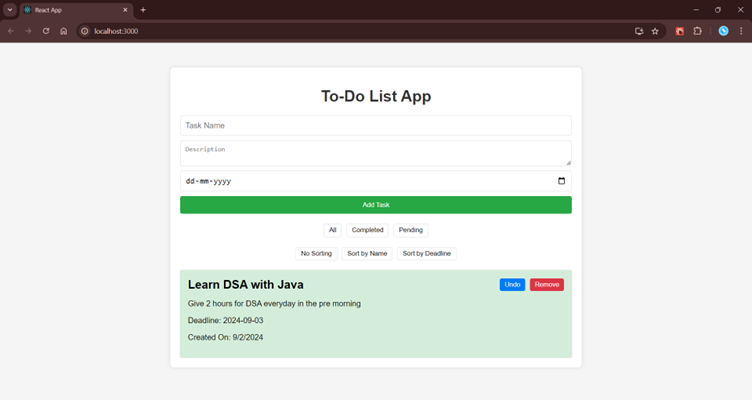 React App
localhost:3000
To-Do List App
Task Name
Description
dd-mm-yyyy
Add Task
All Completed Pending
No Sorting Sort by Name Sort by Deadline
Learn DSA with Java Undo Remove
Give 2 hours for DSA everyday in the pre morning
Deadline: 2024-09-03
Created On: 9/2/2024